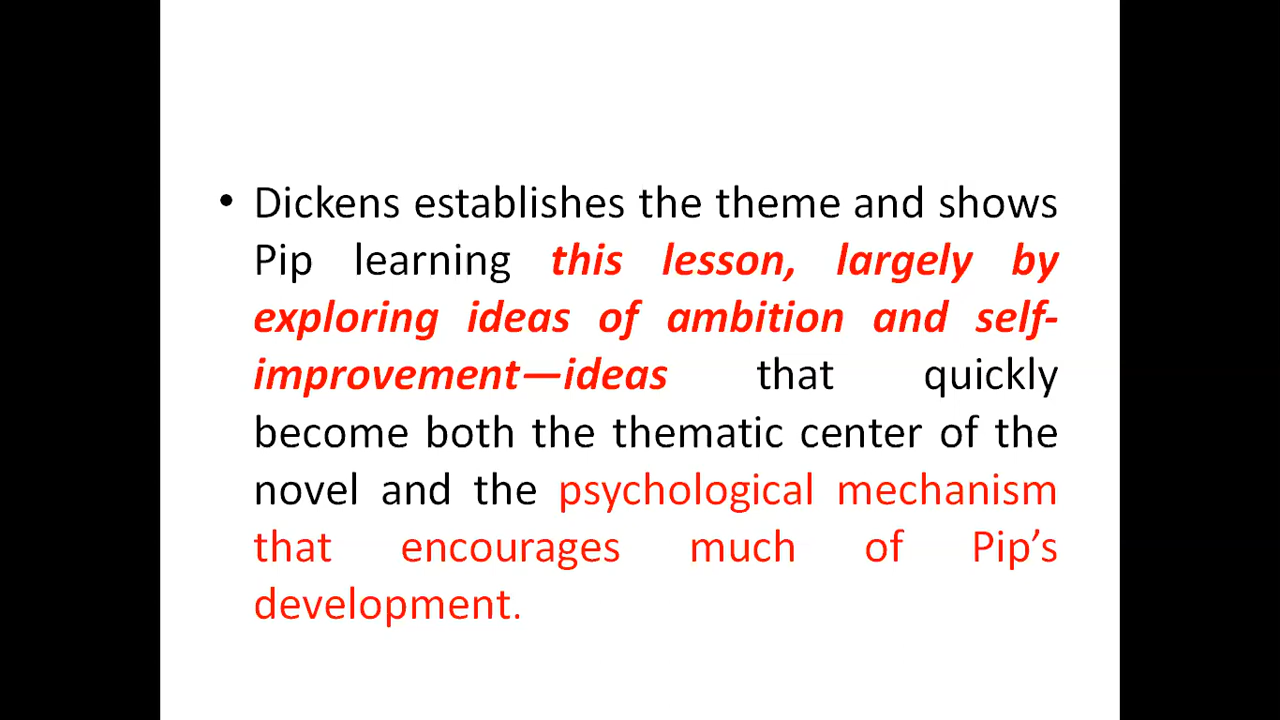 • Dickens establishes the theme and shows
Pip learning this lesson, largely by
exploring ideas of ambition and self-
improvement—ideas that quickly
become both the thematic center of the
novel and the psychological mechanism
that encourages much of Pip’s
development.